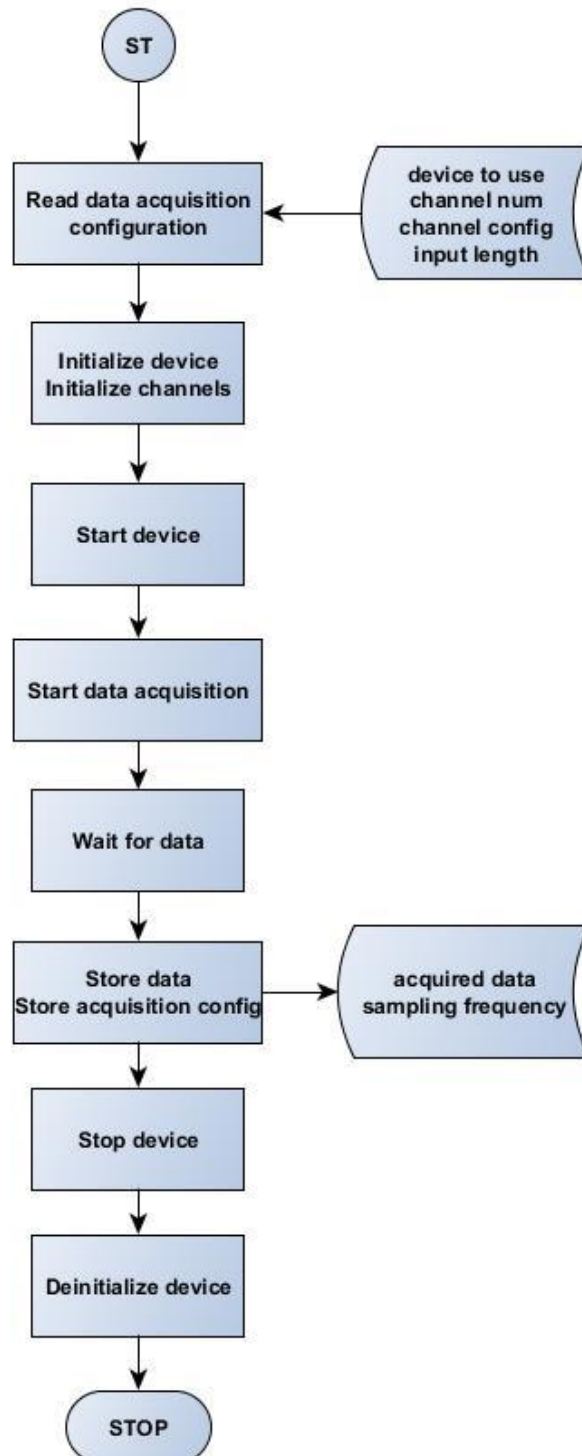 ST
Read data acquisition
configuration
device to use
channel num
channel config
input length
Initialize device
Initialize channels
Start device
Start data acquisition
Wait for data
Store data
Store acquisition config
acquired data
sampling frequency
Stop device
Deinitialize device
STOP